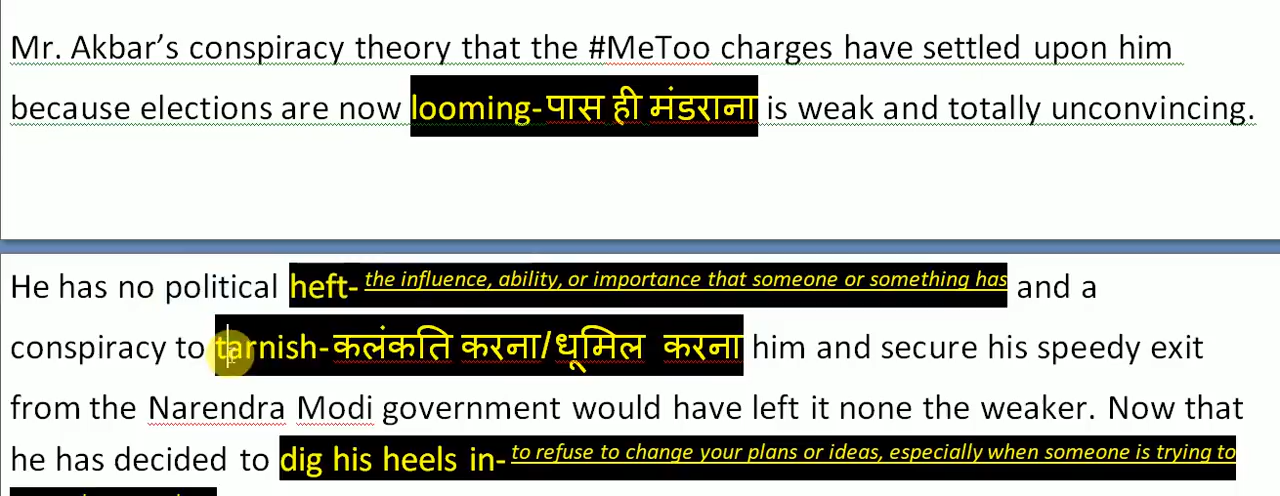 Mr. Akbar’s conspiracy theory that the #MeToo charges have settled upon him
because elections are now looming-पास ही मंडराना is weak and totally unconvincing.
He has no political heft- the influence, ability, or importance that someone or something has and a
conspiracy to tarnish-कलंकति करना/धूमिल करना him and secure his speedy exit
from the Narendra Modi government would have left it none the weaker. Now that
he has decided to dig his heels in- to refuse to change your plans or ideas, especially when someone is trying to